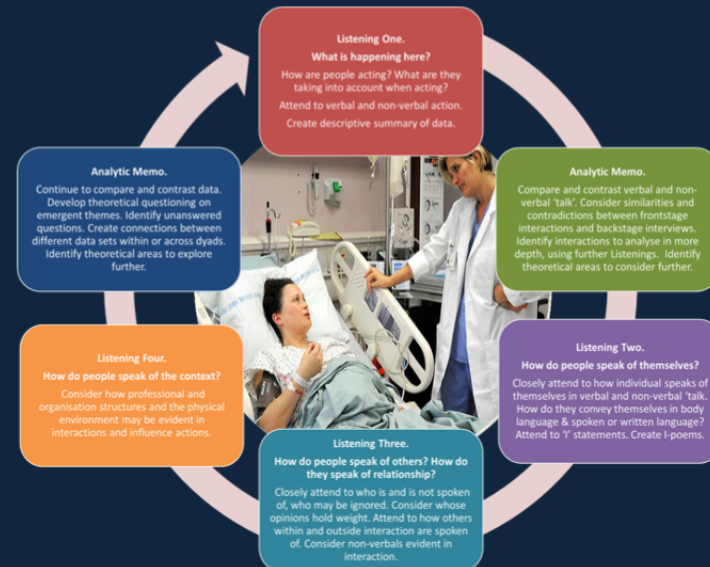 Listening One.
What is happening here?
How are people acting? What are they
taking into account when acting?
Attend to verbal and non-verbal action.
Create descriptive summary of data.
Analytic Memo.
Compare and contrast verbal and non-
verbal 'talk'. Consider similarities and
contradictions between frontstage
interactions and backstage interviews.
Identify interactions to analyse in more
depth, using further Listenings. Identify
theoretical areas to consider further.
Listening Two.
How do people speak of themselves?
Closely attend to how individual speaks of
themselves in verbal and non-verbal 'talk.
How do they convey themselves in body
language & spoken or written language?
Attend to 'I' statements. Create I-poems.
Listening Three.
How do people speak of others? How do
they speak of relationship?
Closely attend to who is and is not spoken
of, who may be ignored. Consider whose
opinions hold weight. Attend to how others
within and outside interaction are spoken
of. Consider non-verbals evident in
interaction.
Listening Four.
How do people speak of the context?
Consider how professional and
organisation structures and the physical
environment may be evident in
interactions and influence actions.
Analytic Memo.
Continue to compare and contrast data.
Develop theoretical questioning on
emergent themes. Identify unanswered
questions. Create connections between
different data sets within or across dyads.
Identify theoretical areas to explore
further.